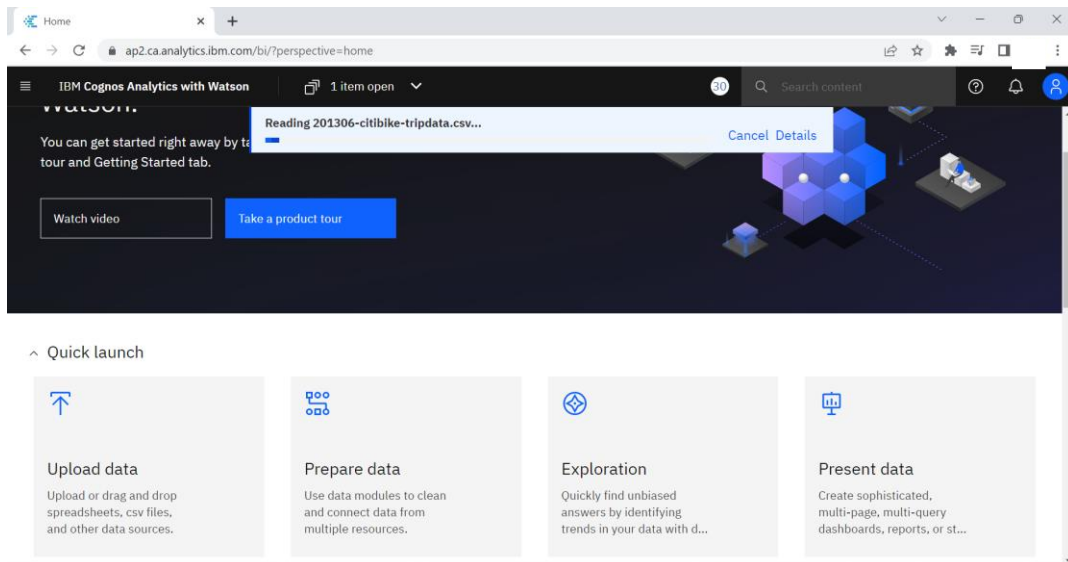 Home
ap2.ca.analytics.ibm.com/bi/?perspective=home
IBM Cognos Analytics with Watson
1 item open
30
Search content
Watson.
You can get started right away by ta
tour and Getting Started tab.
Reading 201306-citibike-tripdata.csv...
Cancel Details
Watch video
Take a product tour
Quick launch
Upload data
Upload or drag and drop
spreadsheets, csv files,
and other data sources.
Prepare data
Use data modules to clean
and connect data from
multiple resources.
Exploration
Quickly find unbiased
answers by identifying
trends in your data with d...
Present data
Create sophisticated,
multi-page, multi-query
dashboards, reports, or st...